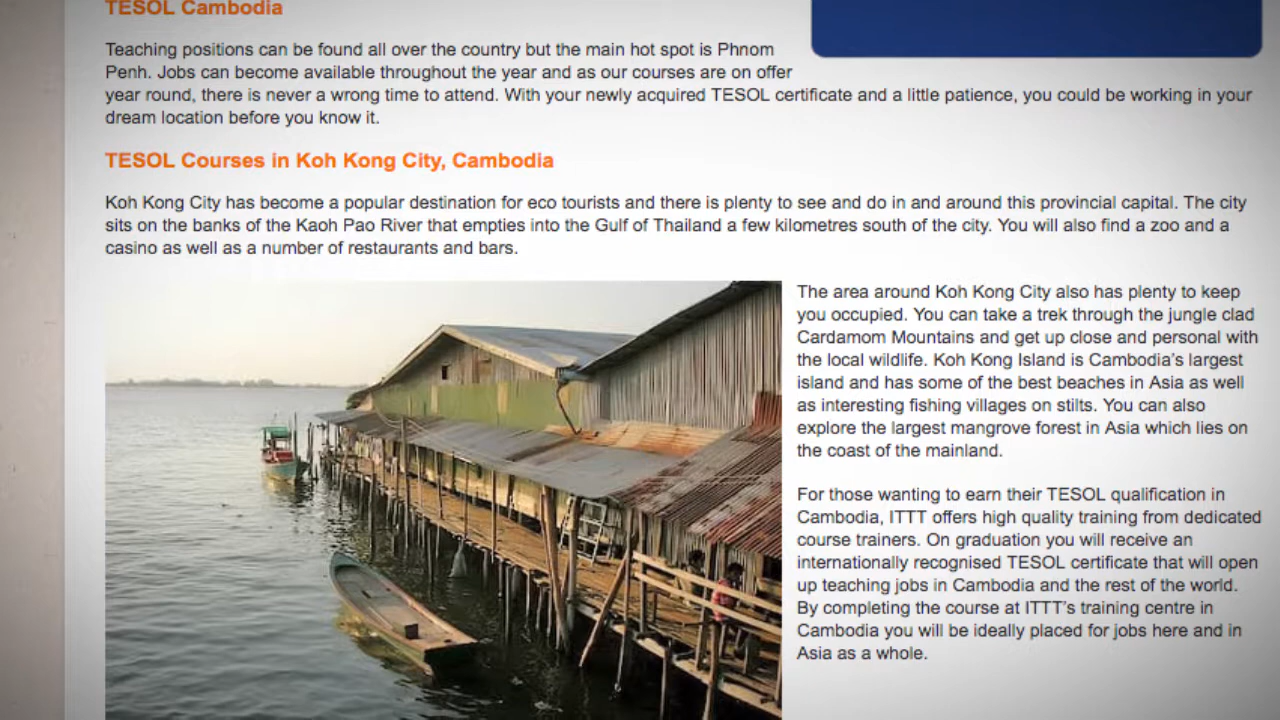 TESOL Cambodia
Teaching positions can be found all over the country but the main hot spot is Phnom
Penh. Jobs can become available throughout the year and as our courses are on offer
year round, there is never a wrong time to attend. With your newly acquired TESOL certificate and a little patience, you could be working in your
dream location before you know it.
TESOL Courses in Koh Kong City, Cambodia
Koh Kong City has become a popular destination for eco tourists and there is plenty to see and do in and around this provincial capital. The city
sits on the banks of the Kaoh Pao River that empties into the Gulf of Thailand a few kilometres south of the city. You will also find a zoo and a
casino as well as a number of restaurants and bars.
The area around Koh Kong City also has plenty to keep
you occupied. You can take a trek through the jungle clad
Cardamom Mountains and get up close and personal with
the local wildlife. Koh Kong Island is Cambodia's largest
island and has some of the best beaches in Asia as well
as interesting fishing villages on stilts. You can also
explore the largest mangrove forest in Asia which lies on
the coast of the mainland.
For those wanting to earn their TESOL qualification in
Cambodia, ITTT offers high quality training from dedicated
course trainers. On graduation you will receive an
internationally recognised TESOL certificate that will open
up teaching jobs in Cambodia and the rest of the world.
By completing the course at ITTT's training centre in
Cambodia you will be ideally placed for jobs here and in
Asia as a whole.